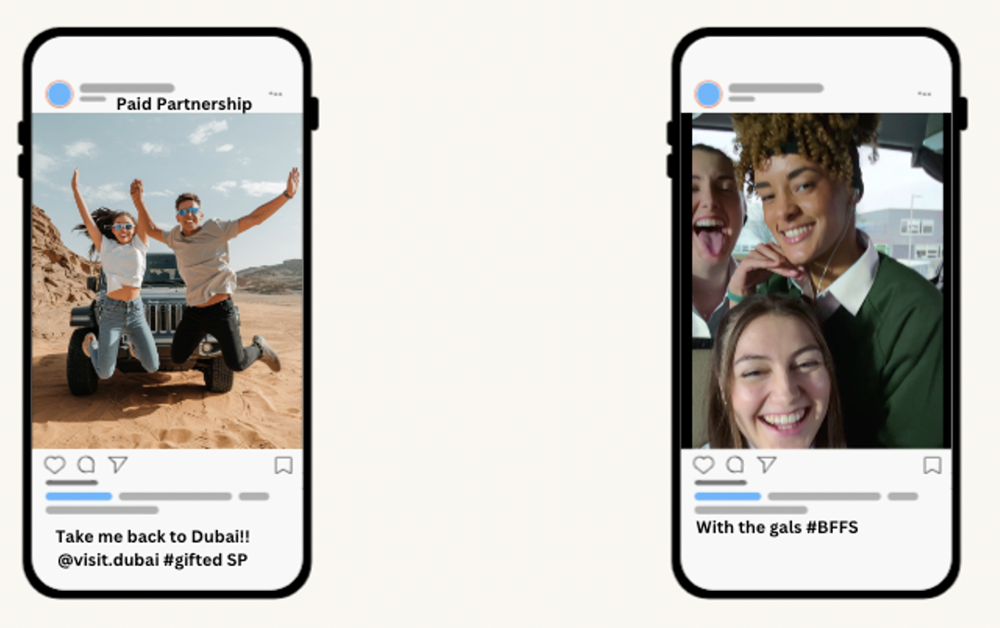 Paid Partnership
Take me back to Dubai!!
@visit.dubai #gifted SP
With the gals #BFFS